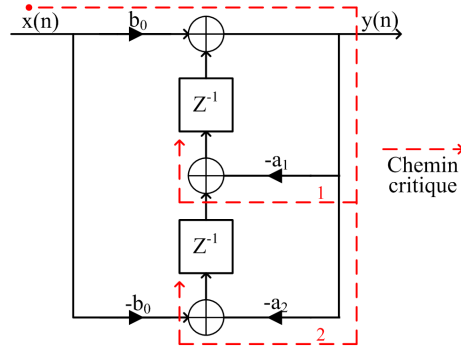 x(n)
b₀
y(n)
Z⁻¹
-a₁
1
Chemin
critique
Z⁻¹
-b₀
-a₂
2